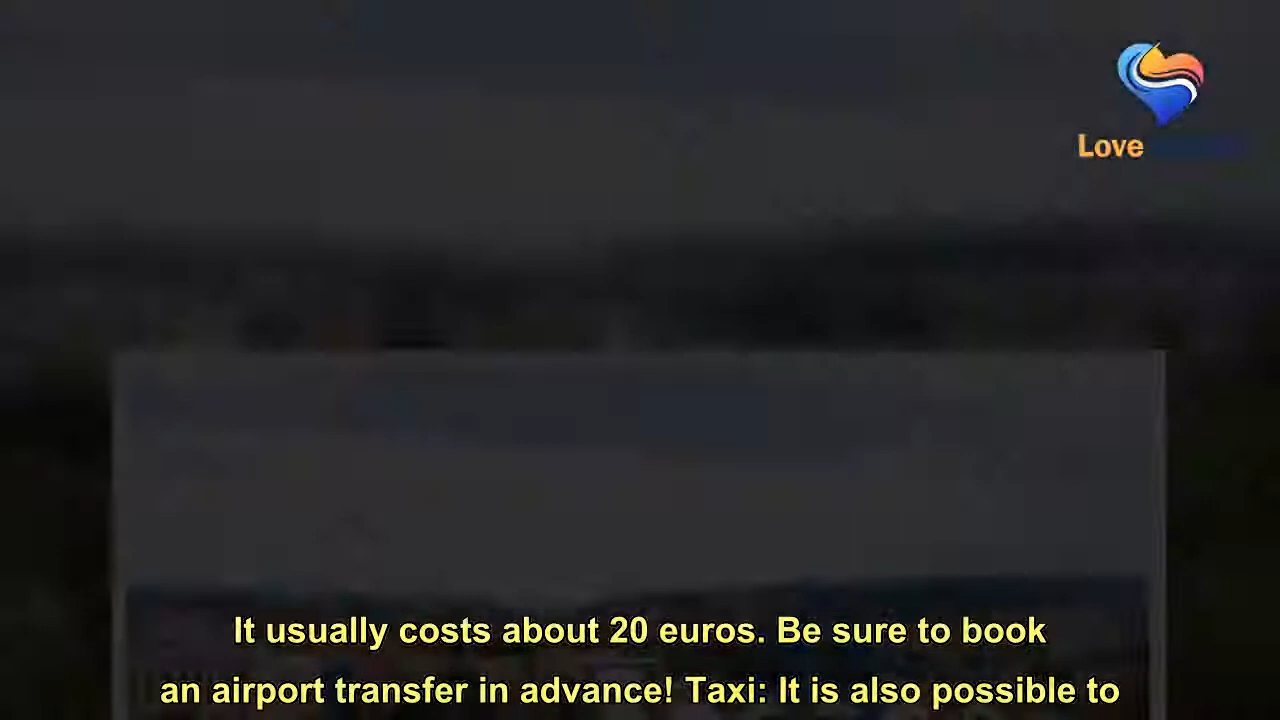 Love
It usually costs about 20 euros. Be sure to book
an airport transfer in advance! Taxi: It is also possible to